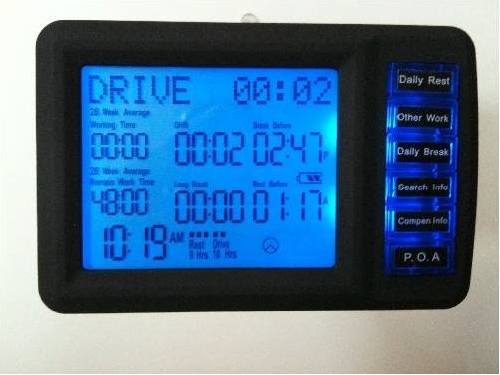 DRIVE 00:02
26 Week Average
Working Time Shift Break Before
00:00 00:02 02:47 P
26 Week Average
Remain Work Time Long Break Rest Before
48:00 00:00 01:17 A
10:19 AM
Rest Drive
9 Hrs. 10 Hrs
Daily Rest
Other Work
Daily Break
Search Info
Compen Info
P.O.A